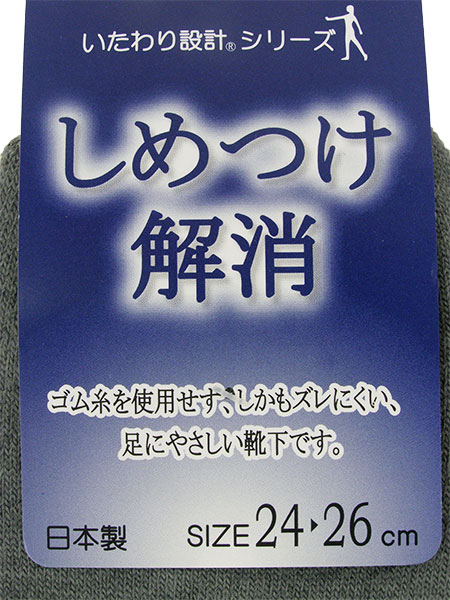 いたわり設計®シリーズ
しめつけ
解消
ゴム糸を使用せず、しかもズレにくい、
足にやさしい靴下です。
日本製 SIZE 24▸26 cm